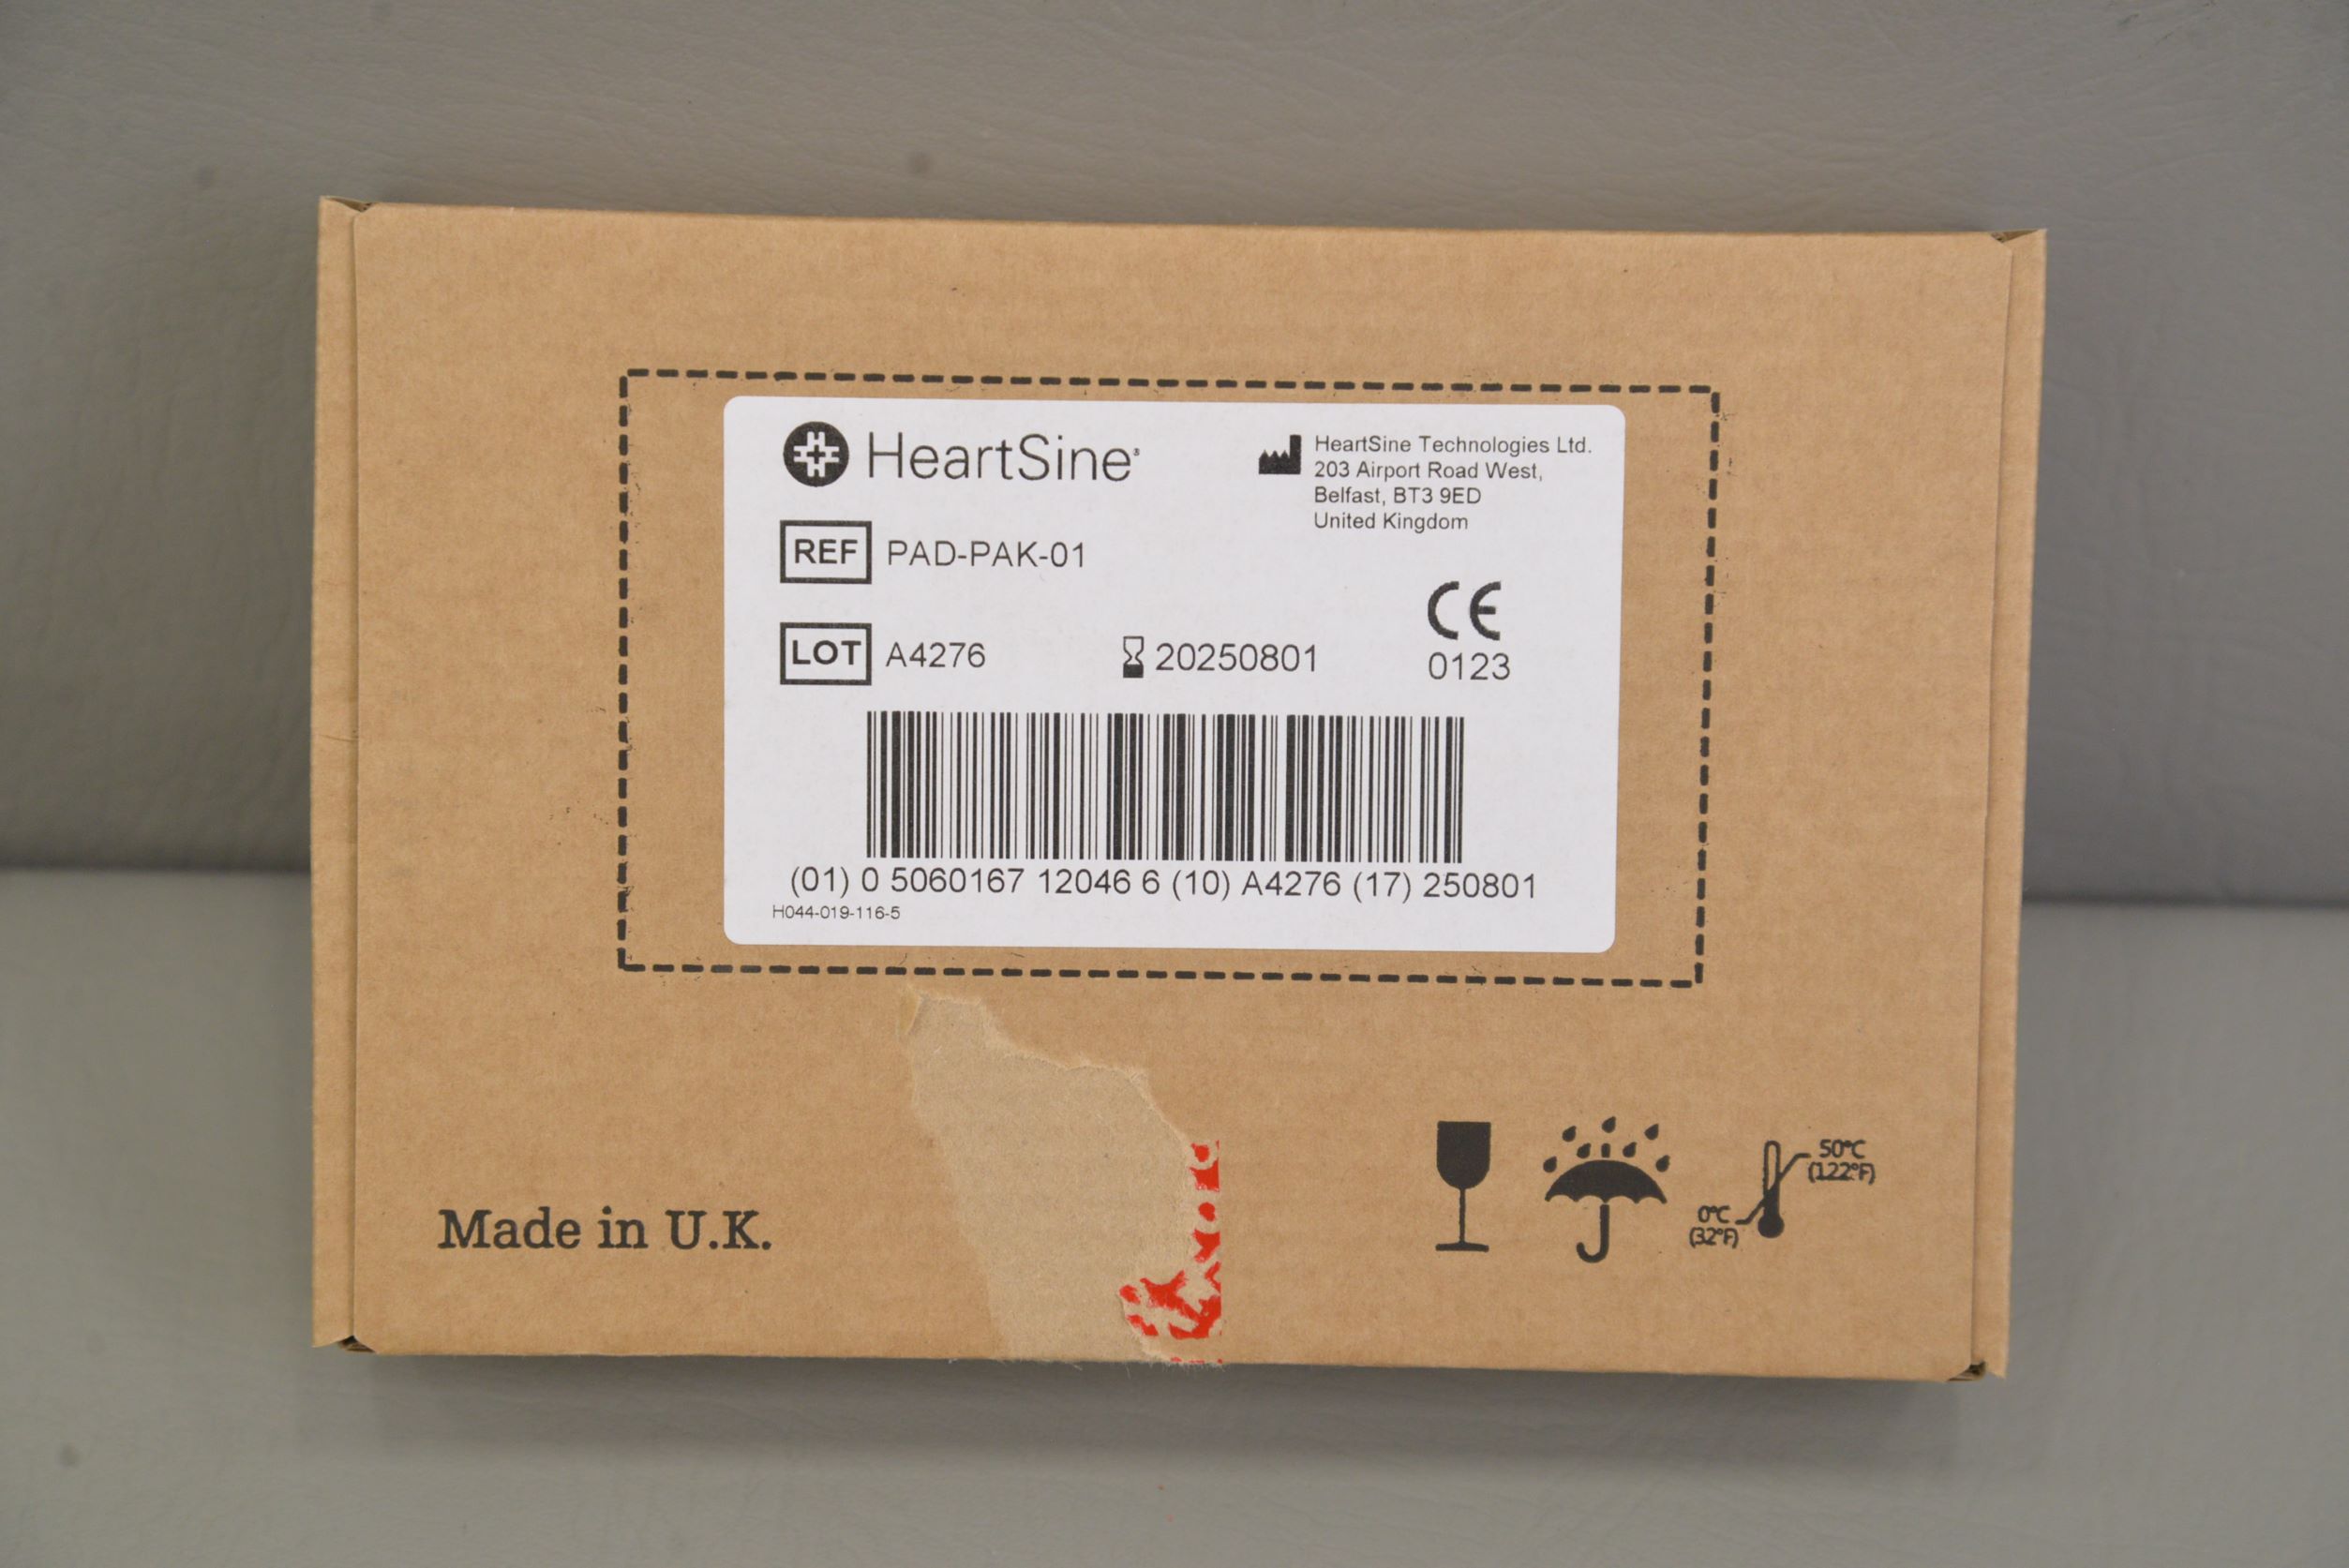 HeartSine
HeartSine Technologies Ltd.
203 Airport Road West,
Belfast, BT3 9ED
United Kingdom
REF PAD-PAK-01
LOT A4276 20250801
CE
0123
(01) 0 5060167 12046 6 (10) A4276 (17) 250801
H044-019-116-5
Made in U.K.
50°C
(122°F)
0°C
(32°F)